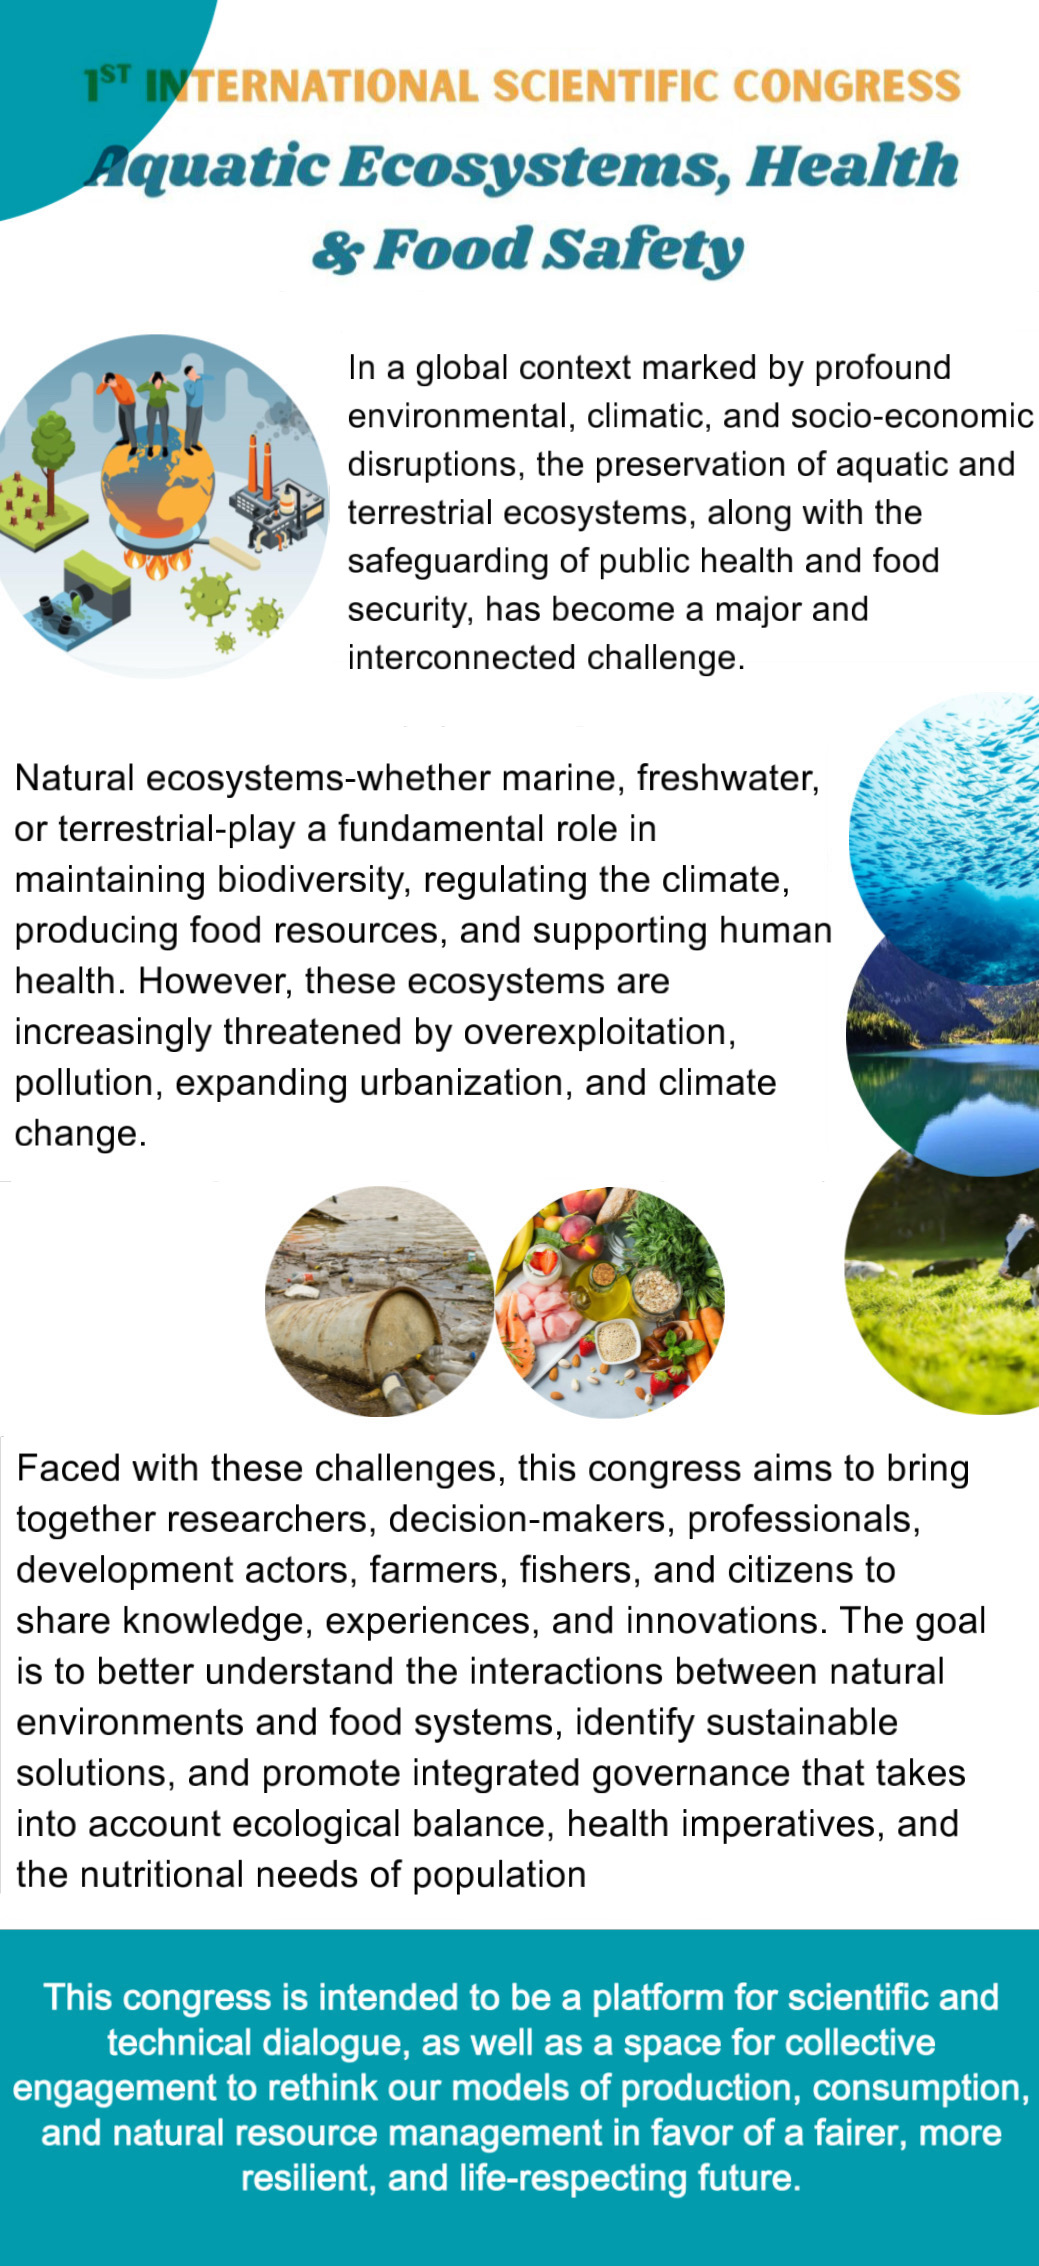 1ST INTERNATIONAL SCIENTIFIC CONGRESS
Aquatic Ecosystems, Health
& Food Safety
In a global context marked by profound
environmental, climatic, and socio-economic
disruptions, the preservation of aquatic and
terrestrial ecosystems, along with the
safeguarding of public health and food
security, has become a major and
interconnected challenge.
Natural ecosystems-whether marine, freshwater,
or terrestrial-play a fundamental role in
maintaining biodiversity, regulating the climate,
producing food resources, and supporting human
health. However, these ecosystems are
increasingly threatened by overexploitation,
pollution, expanding urbanization, and climate
change.
Faced with these challenges, this congress aims to bring
together researchers, decision-makers, professionals,
development actors, farmers, fishers, and citizens to
share knowledge, experiences, and innovations. The goal
is to better understand the interactions between natural
environments and food systems, identify sustainable
solutions, and promote integrated governance that takes
into account ecological balance, health imperatives, and
the nutritional needs of population
This congress is intended to be a platform for scientific and
technical dialogue, as well as a space for collective
engagement to rethink our models of production, consumption,
and natural resource management in favor of a fairer, more
resilient, and life-respecting future.